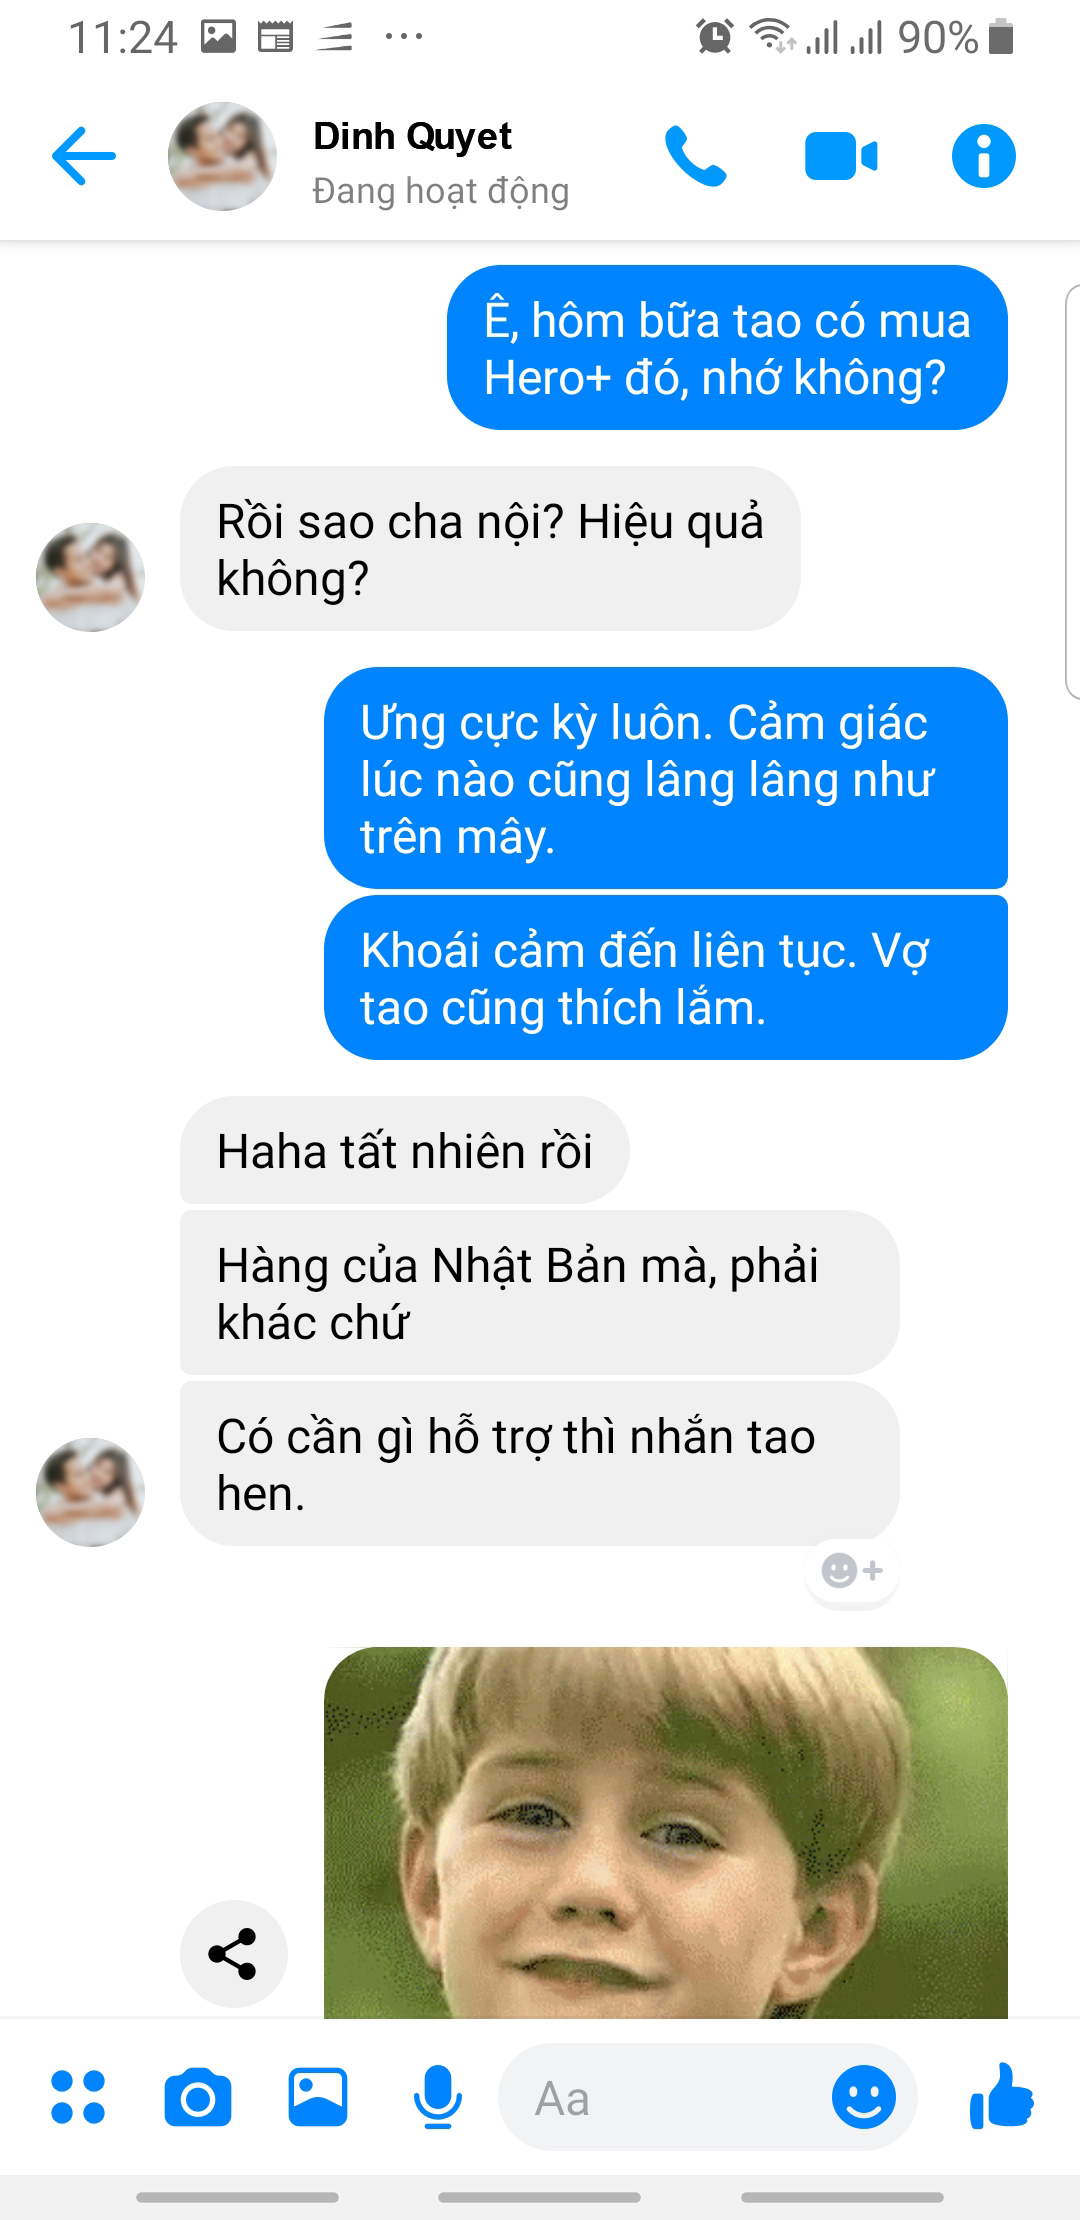 11:24
90%
Dinh Quyet
Đang hoạt động
Ê, hôm bữa tao có mua
Hero+ đó, nhớ không?
Rồi sao cha nội? Hiệu quả
không?
Ưng cực kỳ luôn. Cảm giác
lúc nào cũng lâng lâng như
trên mây.
Khoái cảm đến liên tục. Vợ
tao cũng thích lắm.
Haha tất nhiên rồi
Hàng của Nhật Bản mà, phải
khác chứ
Có cần gì hỗ trợ thì nhắn tao
hen.
Aa